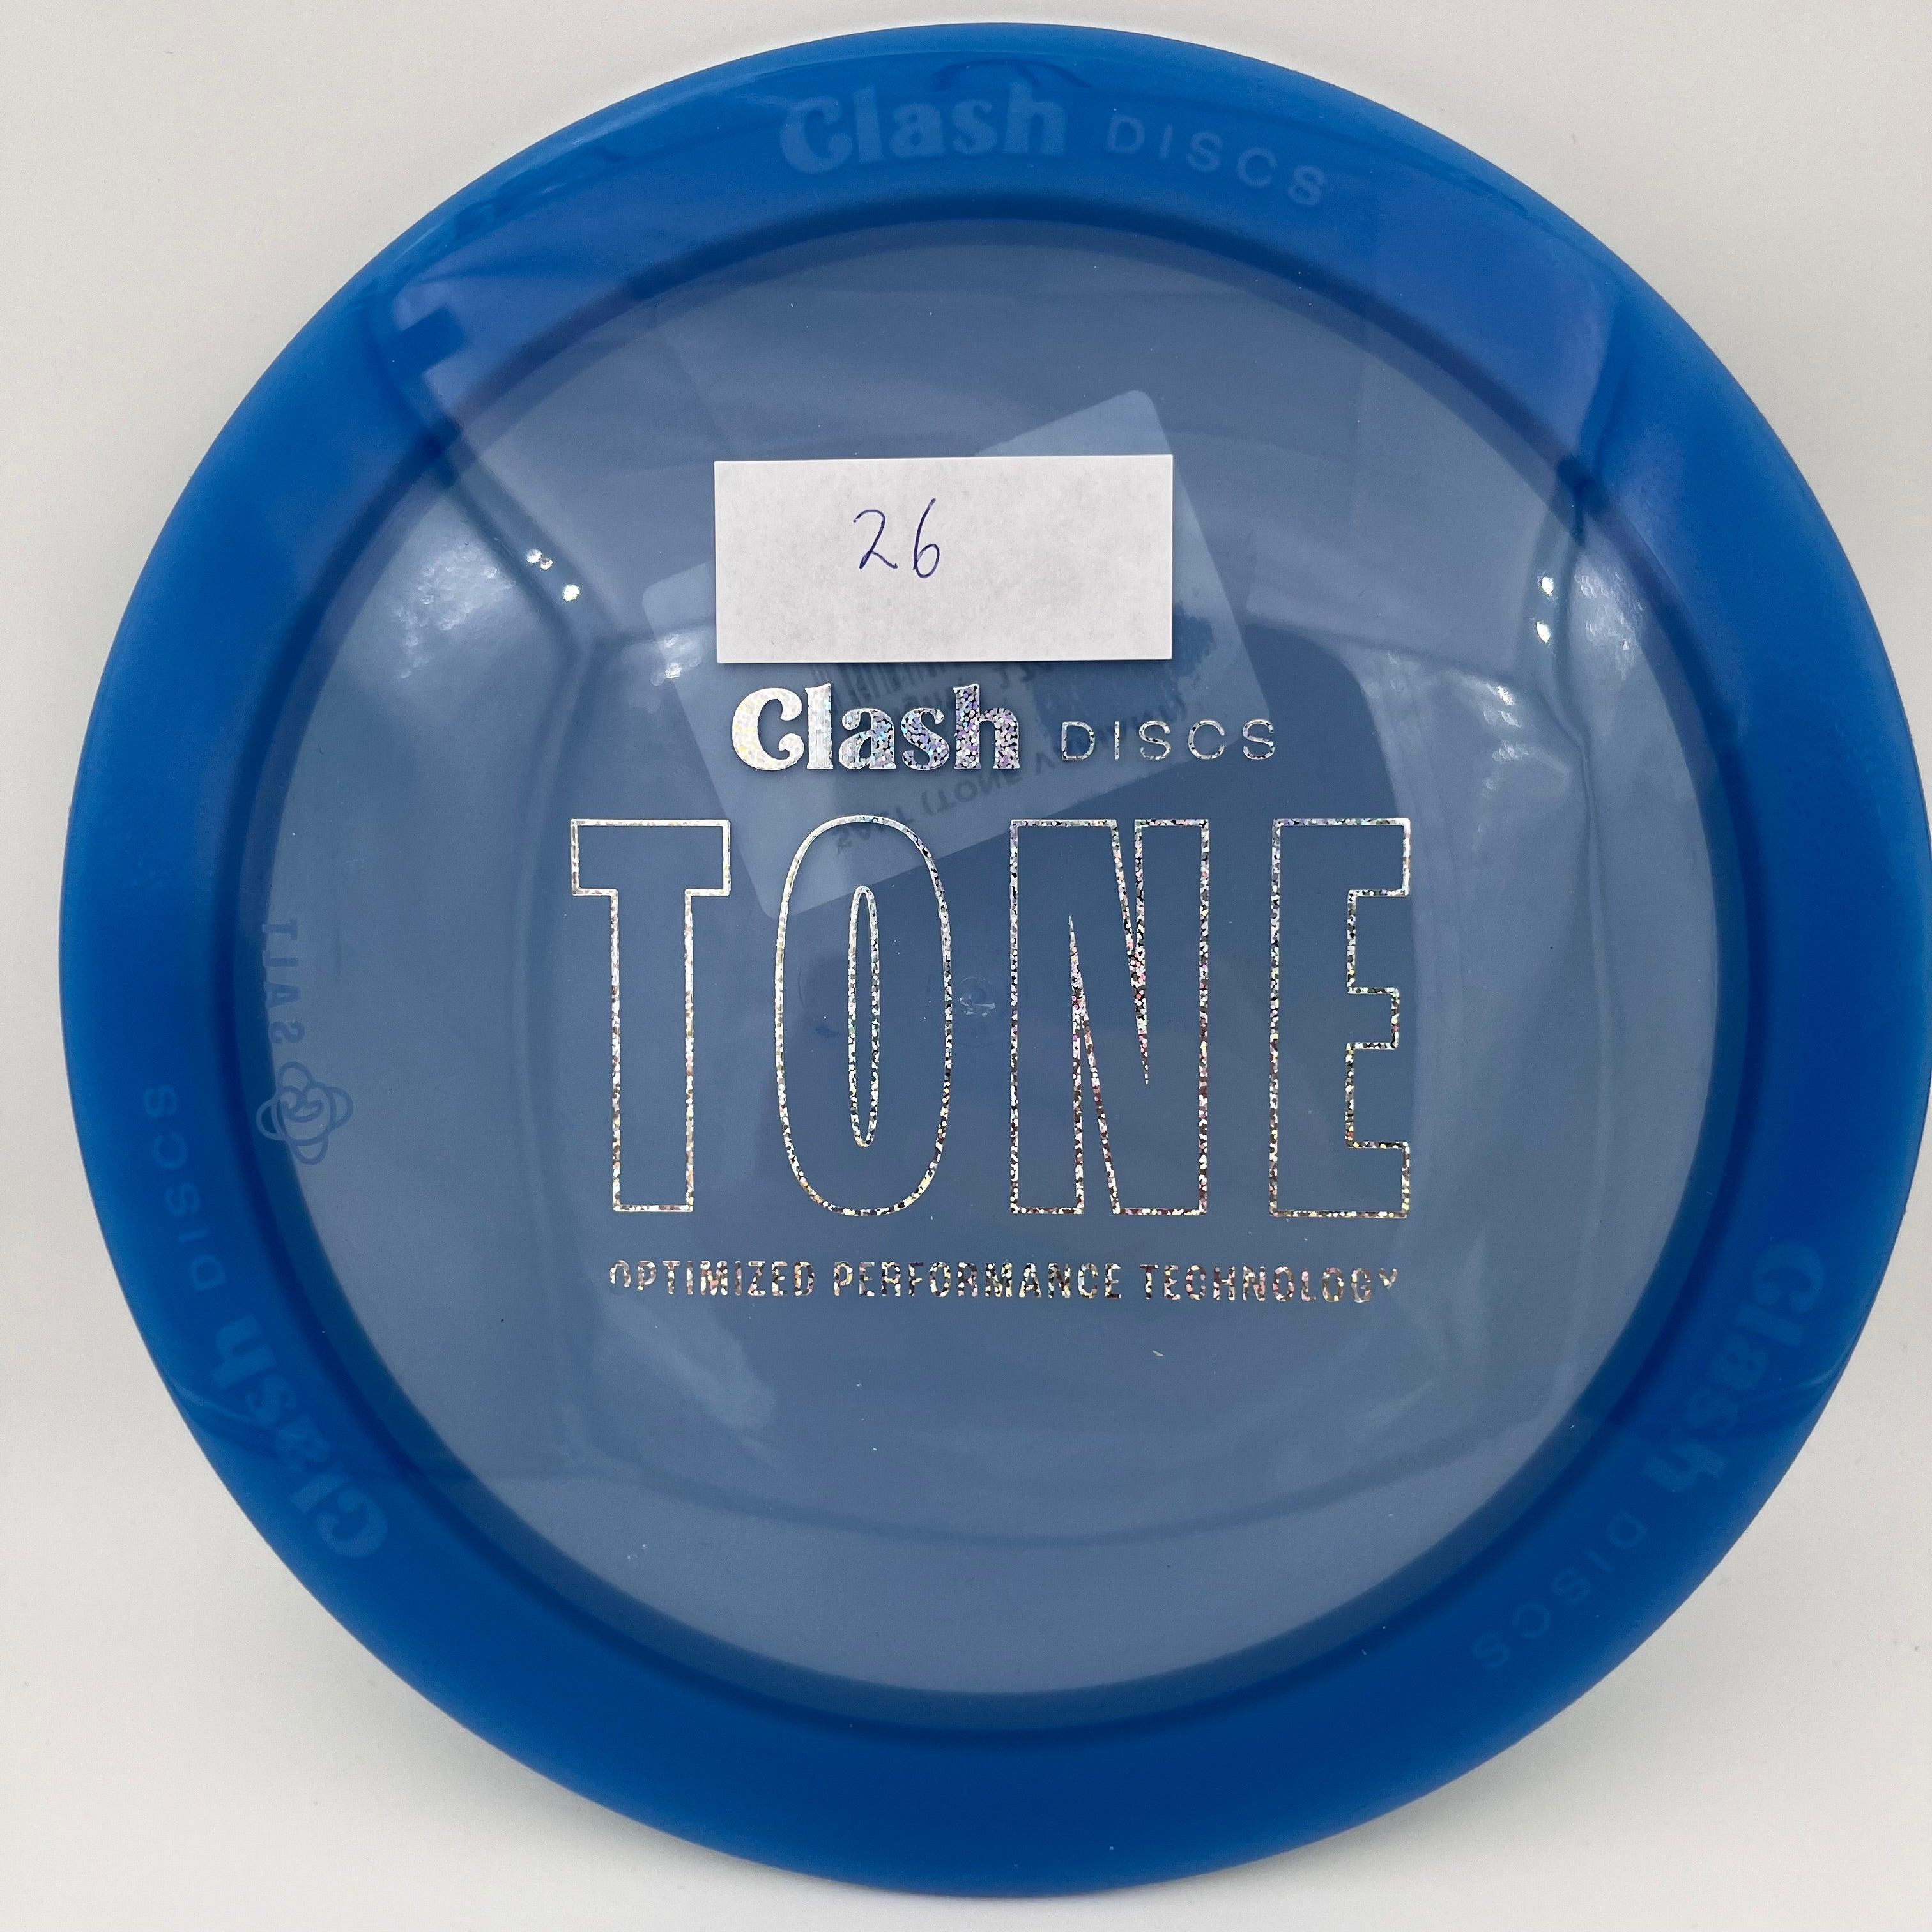 Clash DISCS
26
Clash DISCS
TONE
OPTIMIZED PERFORMANCE TECHNOLOGY
SALT
Clash DISCS
Clash DISCS